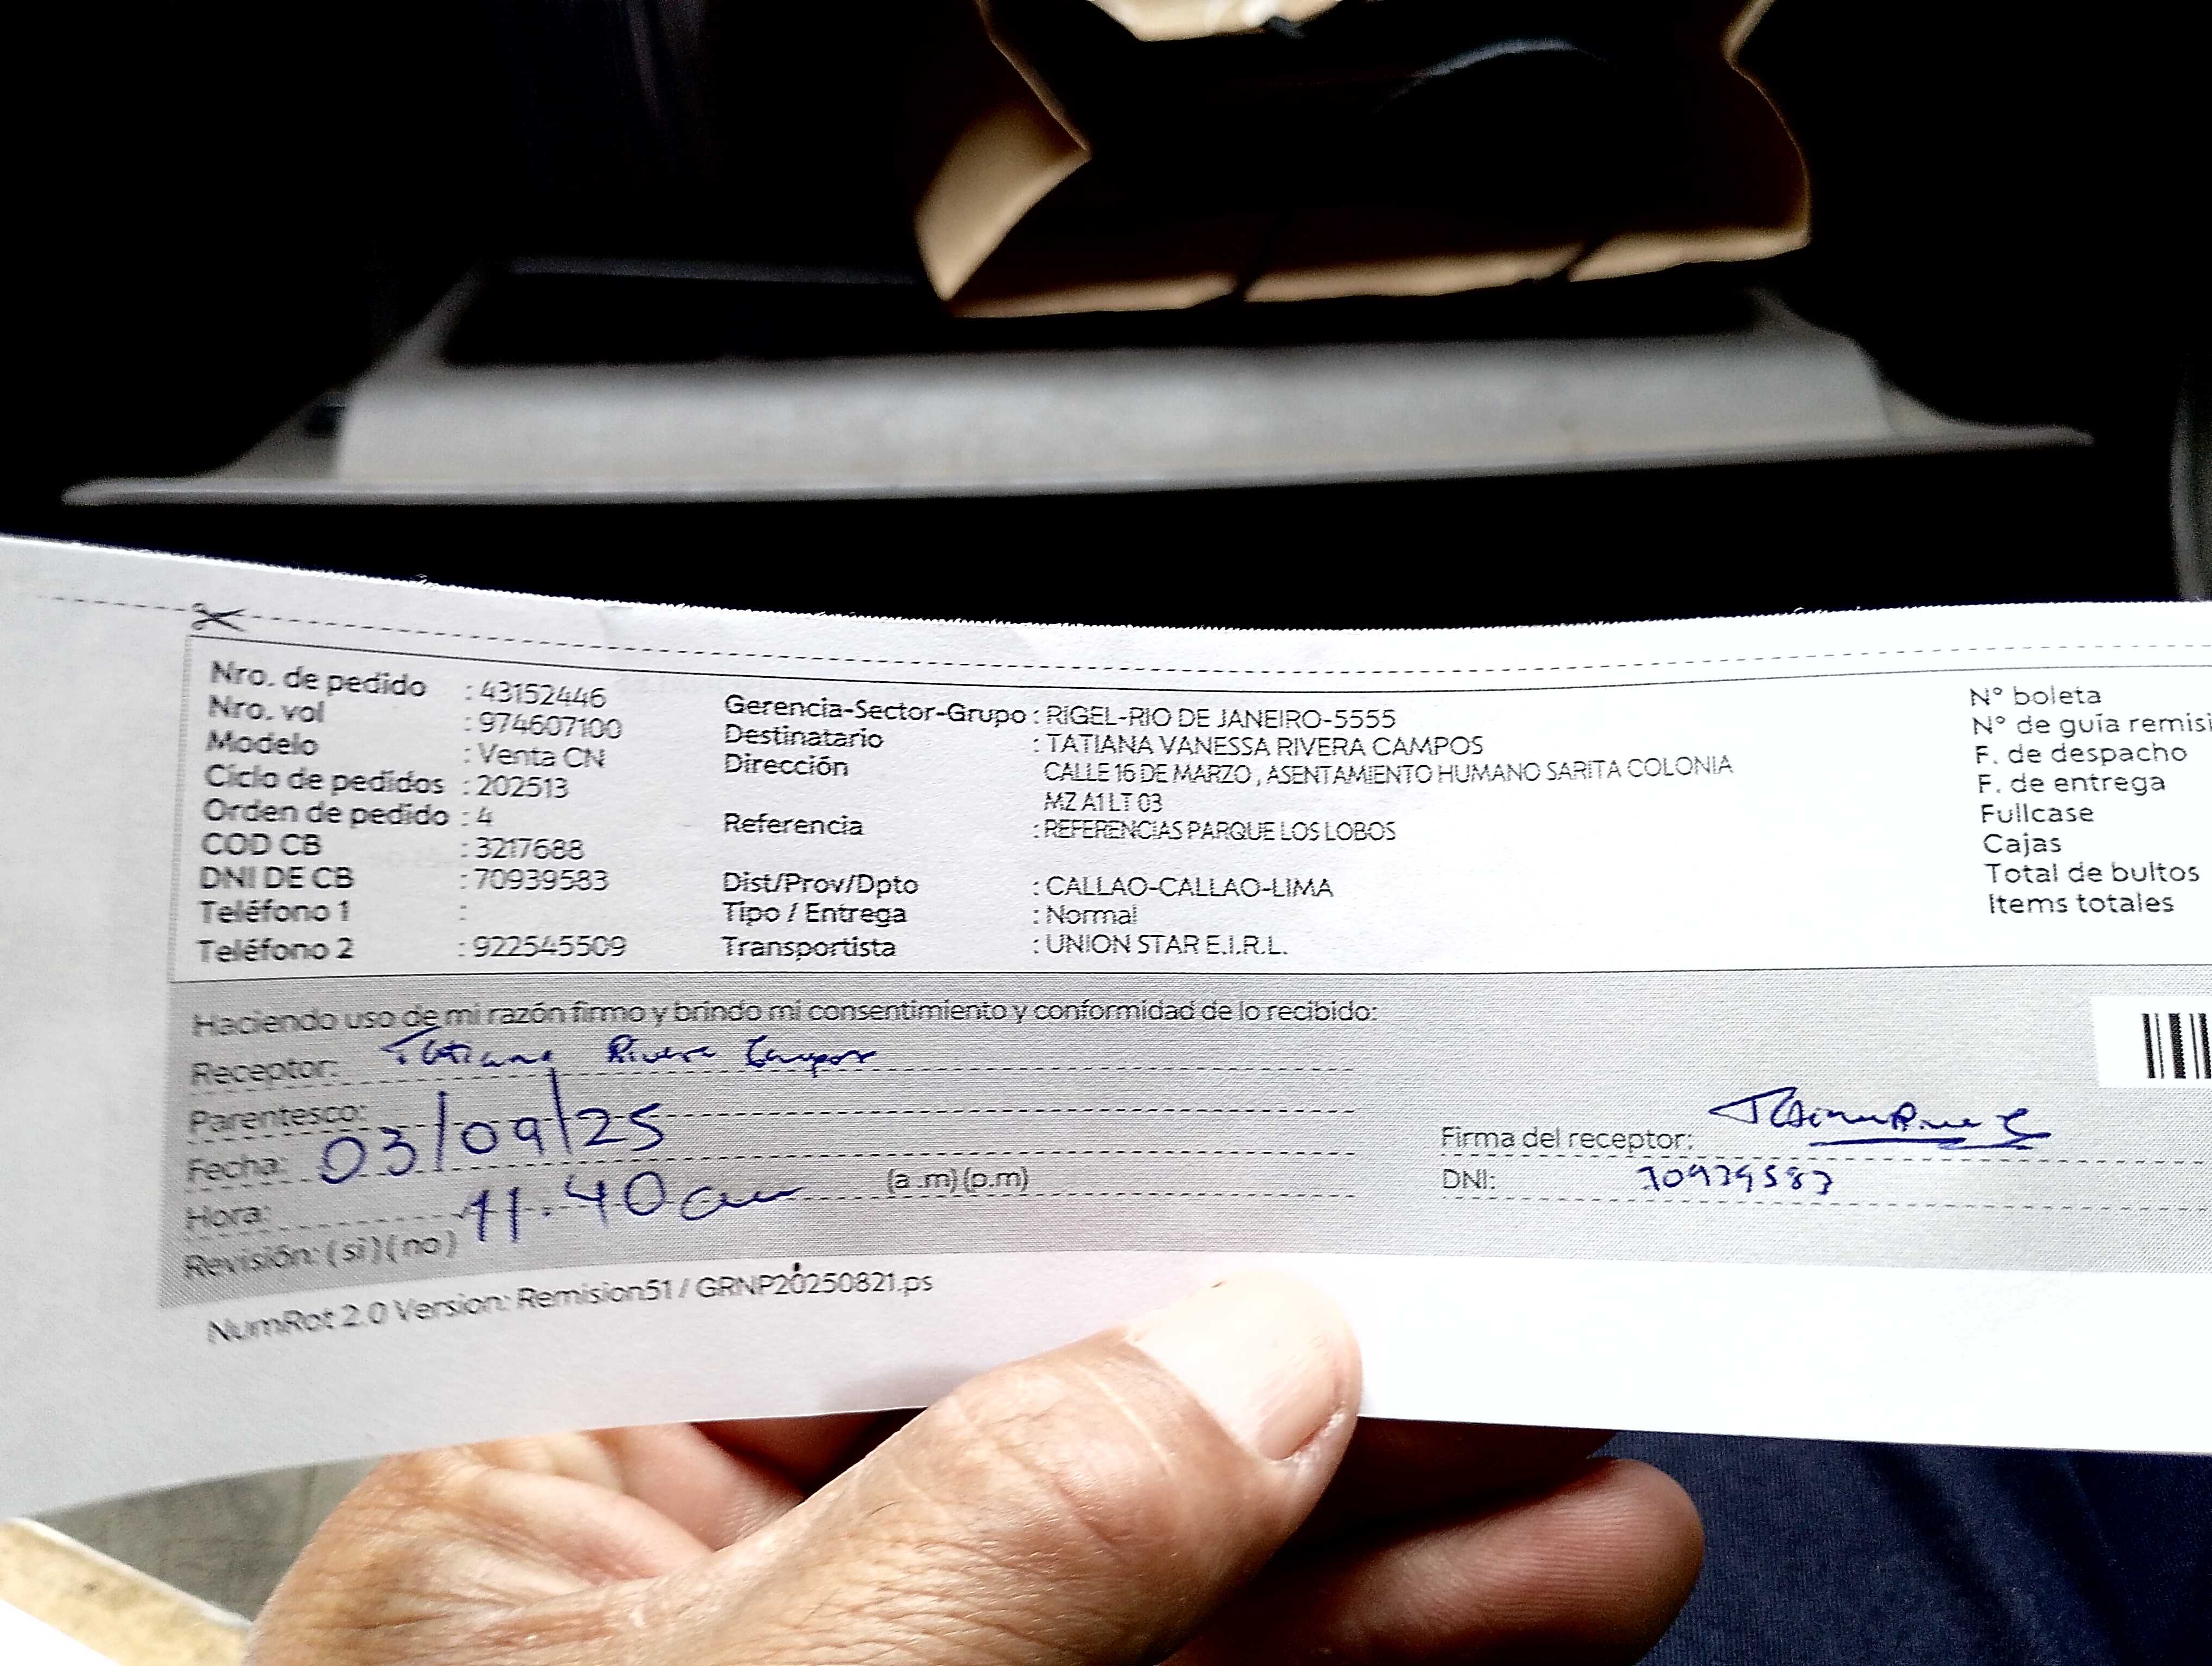 Nro. de pedido : 43152446
Nro. vol : 974607100
Modelo : Venta CN
Ciclo de pedidos : 202513
Orden de pedido : 4
COD CB : 3217688
DNI DE CB : 70939583
Teléfono 1 :
Teléfono 2 : 922545509
Gerencia-Sector-Grupo : RIGEL-RIO DE JANEIRO-5555
Destinatario : TATIANA VANESSA RIVERA CAMPOS
Dirección CALLE 16 DE MARZO , ASENTAMIENTO HUMANO SARITA COLONIA
MZ A1 LT 03
Referencia : REFERENCIAS PARQUE LOS LOBOS
Dist/Prov/Dpto : CALLAO-CALLAO-LIMA
Tipo / Entrega : Normal
Transportista : UNION STAR E.I.R.L.
N° boleta
N° de guía remisi
F. de despacho
F. de entrega
Fullcase
Cajas
Total de bultos
Items totales
Haciendo uso de mi razón firmo y brindo mi consentimiento y conformidad de lo recibido:
Receptor: Tatiana Rivera Campos
Parentesco:
Fecha: 03/09/25
Hora: 11.40 am (a.m)(p.m)
Revisión: (si)(no)
Firma del receptor:
DNI: 70939583
NumRot 2.0 Version: Remision51 / GRNP20250821.ps